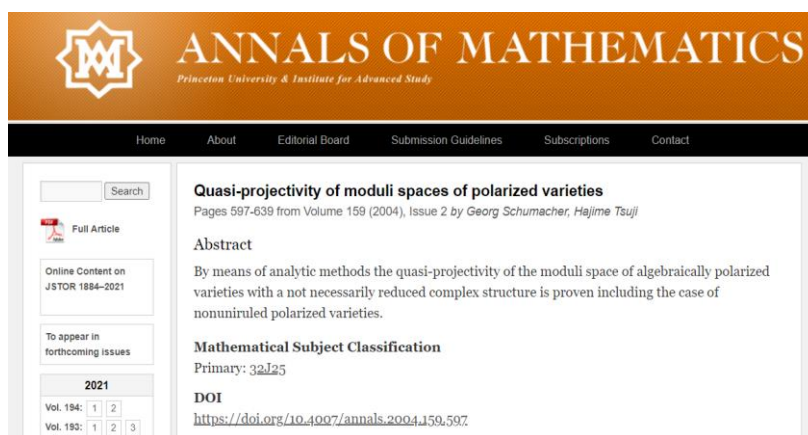 ANNALS OF MATHEMATICS
Princeton University & Institute for Advanced Study
Home About Editorial Board Submission Guidelines Subscriptions Contact
Search
Full Article
Online Content on
JSTOR 1884–2021
To appear in
forthcoming issues
2021
Vol. 194: 1 2
Vol. 193: 1 2 3
Quasi-projectivity of moduli spaces of polarized varieties
Pages 597-639 from Volume 159 (2004), Issue 2 by Georg Schumacher, Hajime Tsuji
Abstract
By means of analytic methods the quasi-projectivity of the moduli space of algebraically polarized
varieties with a not necessarily reduced complex structure is proven including the case of
nonuniruled polarized varieties.
Mathematical Subject Classification
Primary: 32J25
DOI
https://doi.org/10.4007/annals.2004.159.597